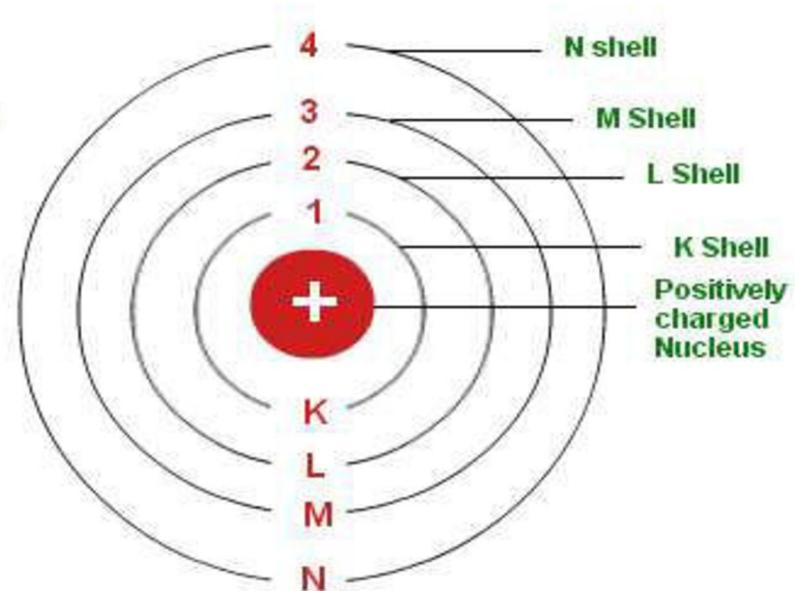 4
N shell
3
M Shell
2
L Shell
1
K Shell
+
Positively
charged
Nucleus
K
L
M
N